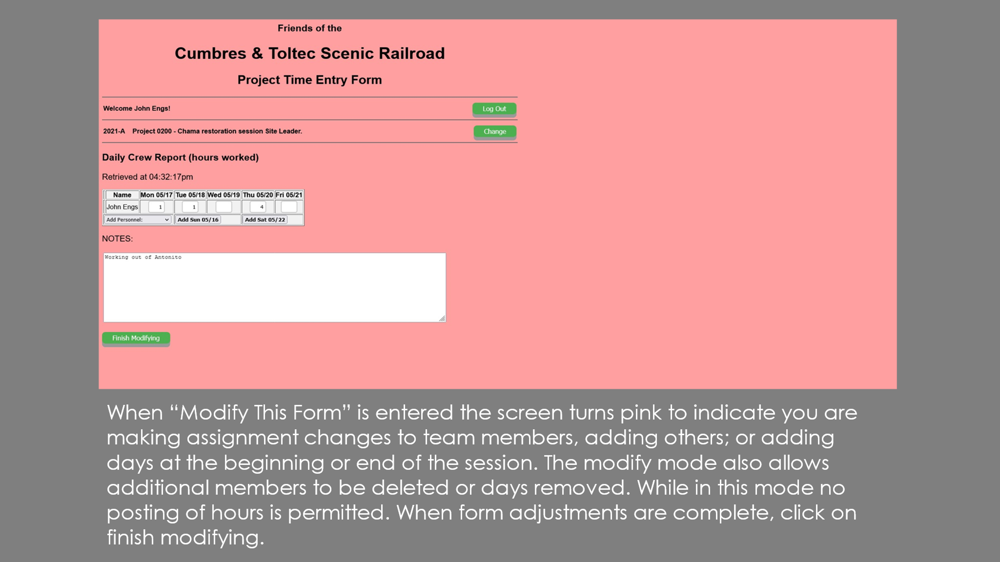 Friends of the
Cumbres & Toltec Scenic Railroad
Project Time Entry Form
Welcome John Engs! Log Out
2021-A Project 0200 - Chama restoration session Site Leader. Change
Daily Crew Report (hours worked)
Retrieved at 04:32:17pm
Name Mon 05/17 Tue 05/18 Wed 05/19 Thu 05/20 Fri 05/21
John Engs 1 1 4
Add Personnel: Add Sun 05/16 Add Sat 05/22
NOTES:
Working out of Antonito
Finish Modifying
When “Modify This Form” is entered the screen turns pink to indicate you are
making assignment changes to team members, adding others; or adding
days at the beginning or end of the session. The modify mode also allows
additional members to be deleted or days removed. While in this mode no
posting of hours is permitted. When form adjustments are complete, click on
finish modifying.